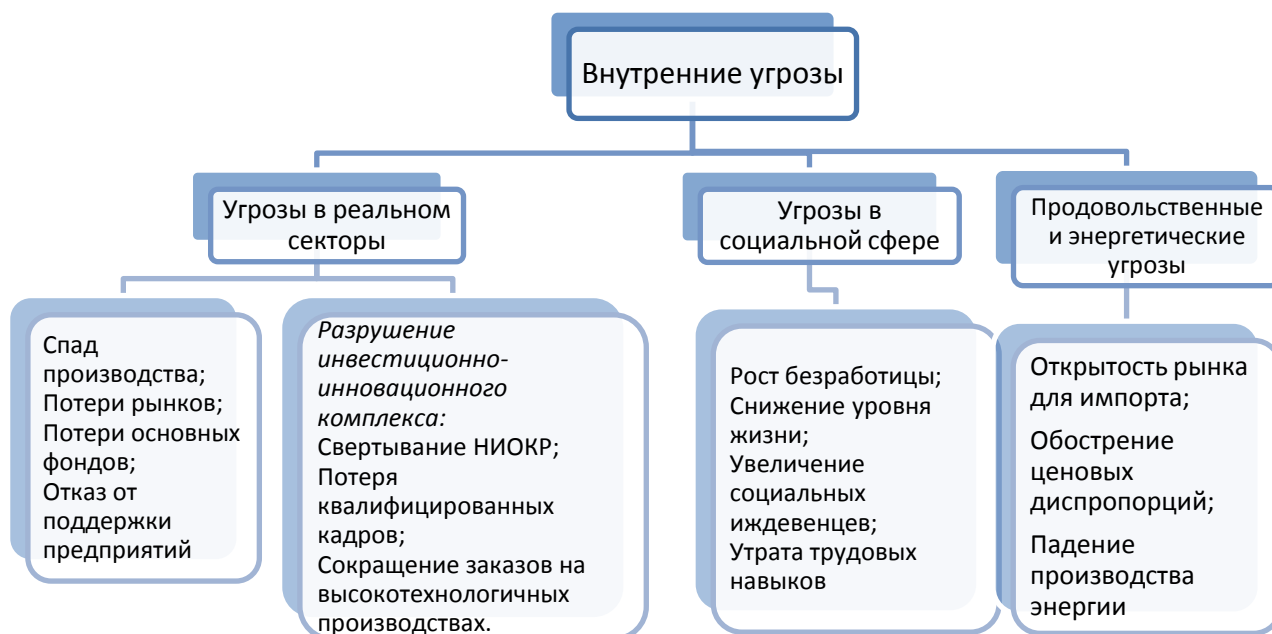 Внутренние угрозы
Угрозы в реальном
секторы
Угрозы в
социальной сфере
Продовольственные
и энергетические
угрозы
Спад
производства;
Потери рынков;
Потери основных
фондов;
Отказ от
поддержки
предприятий
Разрушение
инвестиционно-
инновационного
комплекса:
Свертывание НИОКР;
Потеря
квалифицированных
кадров;
Сокращение заказов на
высокотехнологичных
производствах.
Рост безработицы;
Снижение уровня
жизни;
Увеличение
социальных
иждевенцев;
Утрата трудовых
навыков
Открытость рынка
для импорта;
Обострение
ценовых
диспропорций;
Падение
производства
энергии